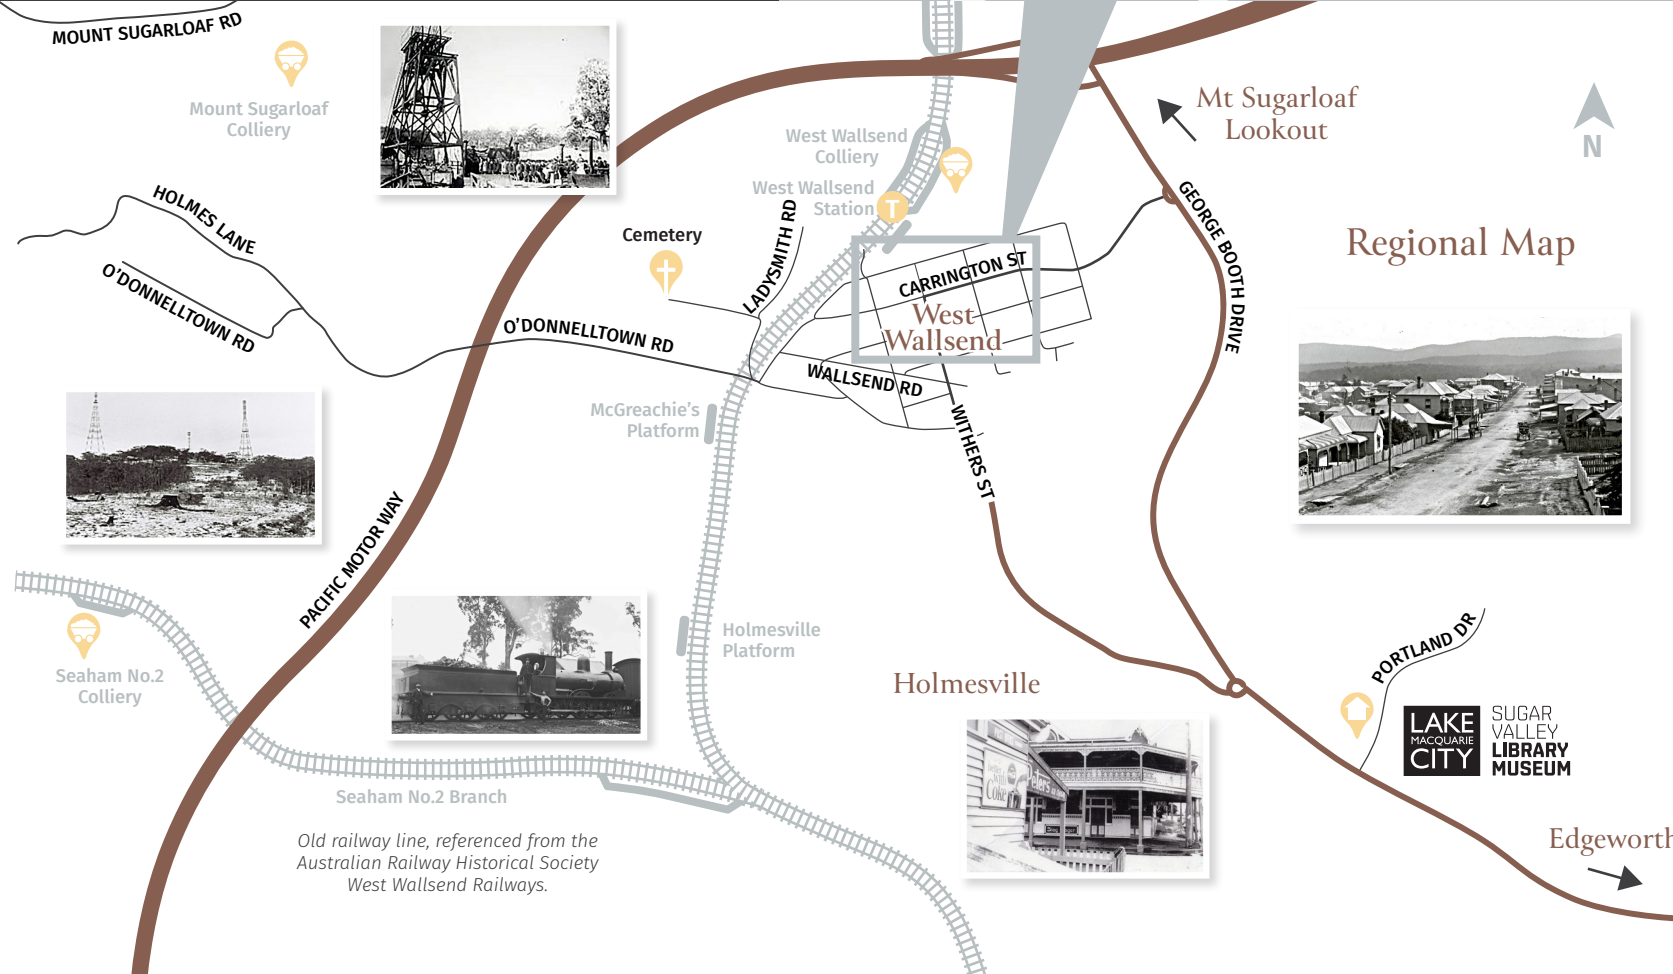 MOUNT SUGARLOAF RD
Mount Sugarloaf
Colliery
West Wallsend
Colliery
West Wallsend
Station
T
Mt Sugarloaf
Lookout
N
HOLMES LANE
O'DONNELLTOWN RD
Cemetery
LADYSMITH RD
GEORGE BOOTH DRIVE
Regional Map
CARRINGTON ST
West
Wallsend
O'DONNELLTOWN RD
WALLSEND RD
McGreachie's
Platform
WITHERS ST
PACIFIC MOTOR WAY
Holmesville
Platform
Seaham No.2
Colliery
Holmesville
PORTLAND DR
LAKE
MACQUARIE
CITY
SUGAR
VALLEY
LIBRARY
MUSEUM
Coke
Seaham No.2 Branch
Old railway line, referenced from the
Australian Railway Historical Society
West Wallsend Railways.
Edgeworth